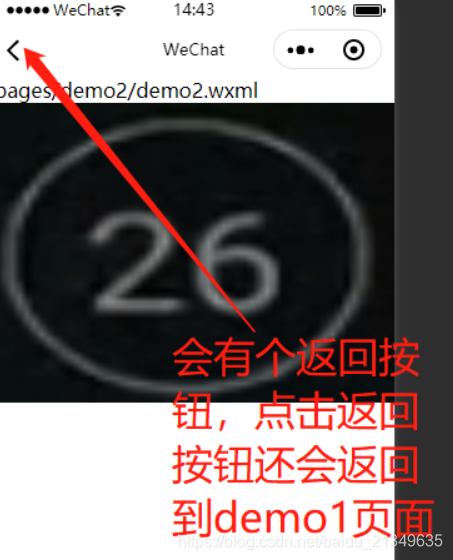 WeChat 14:43 100%
WeChat
pages/demo2/demo2.wxml
26
会有个返回按
钮，点击返回
按钮还会返回
到demo1页面
https://blog.csdn.net/baidu_21349635